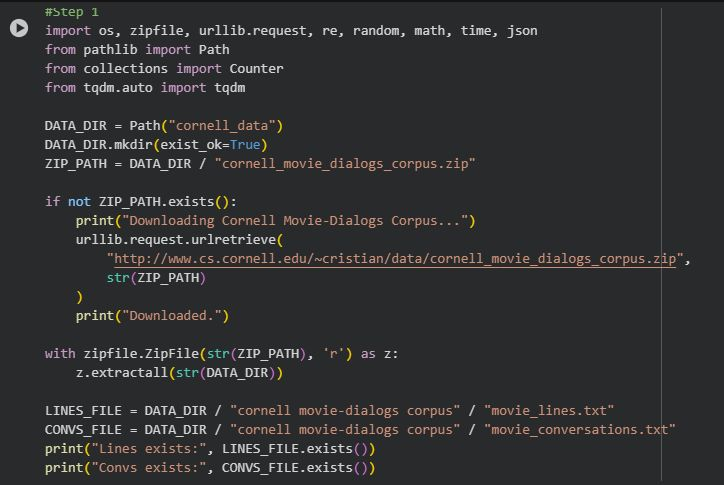 #Step 1
import os, zipfile, urllib.request, re, random, math, time, json
from pathlib import Path
from collections import Counter
from tqdm.auto import tqdm

DATA_DIR = Path("cornell_data")
DATA_DIR.mkdir(exist_ok=True)
ZIP_PATH = DATA_DIR / "cornell_movie_dialogs_corpus.zip"

if not ZIP_PATH.exists():
    print("Downloading Cornell Movie-Dialogs Corpus...")
    urllib.request.urlretrieve(
        "http://www.cs.cornell.edu/~cristian/data/cornell_movie_dialogs_corpus.zip",
        str(ZIP_PATH)
    )
    print("Downloaded.")

with zipfile.ZipFile(str(ZIP_PATH), 'r') as z:
    z.extractall(str(DATA_DIR))

LINES_FILE = DATA_DIR / "cornell movie-dialogs corpus" / "movie_lines.txt"
CONVS_FILE = DATA_DIR / "cornell movie-dialogs corpus" / "movie_conversations.txt"
print("Lines exists:", LINES_FILE.exists())
print("Convs exists:", CONVS_FILE.exists())